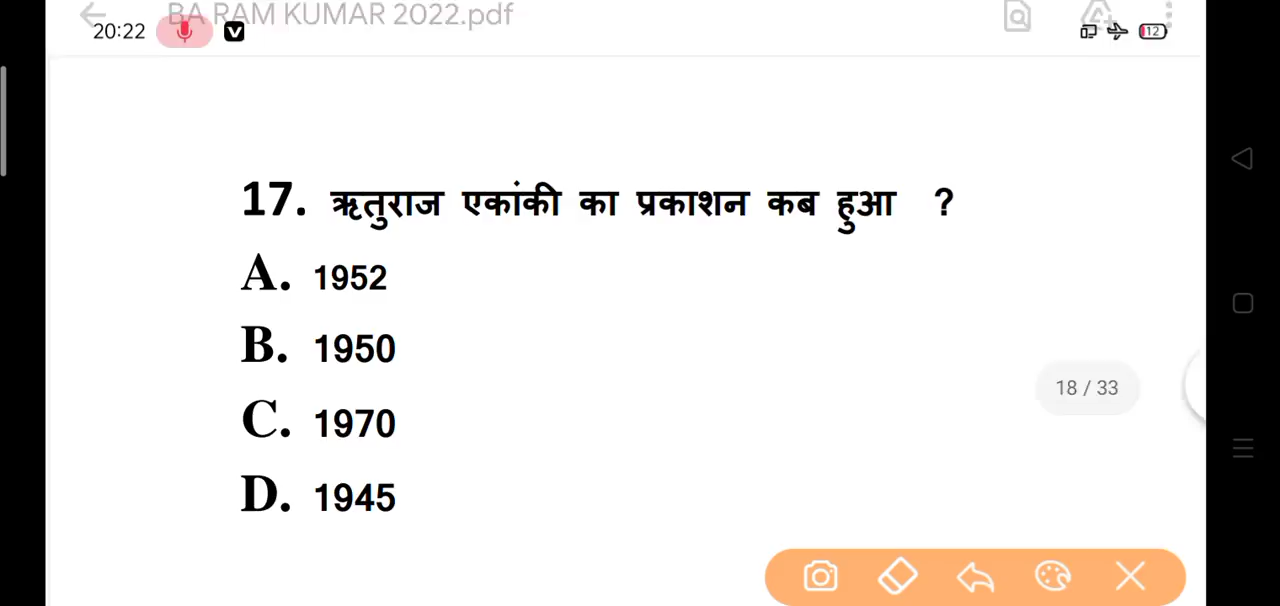 BA RAM KUMAR 2022.pdf
20:22
12
17. ऋतुराज एकांकी का प्रकाशन कब हुआ ?
A. 1952
B. 1950
18 / 33
C. 1970
D. 1945